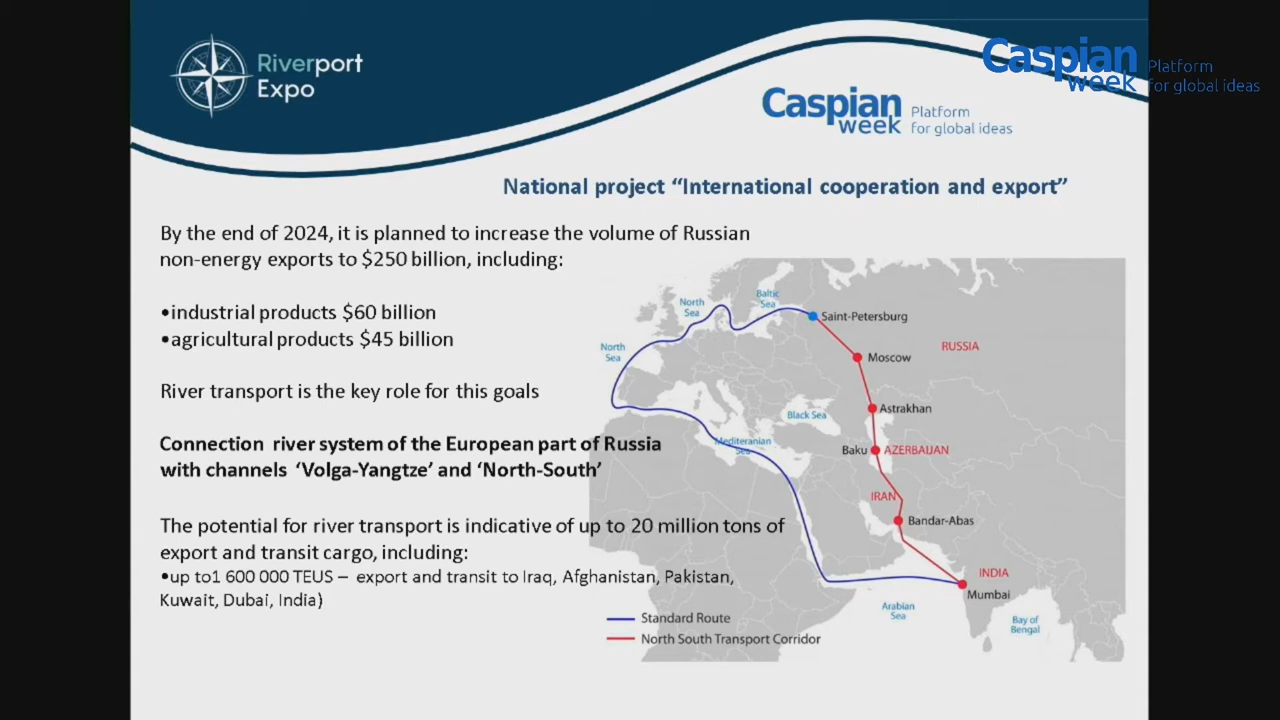 Riverport
Expo
Caspian
week
Platform
for global ideas
Caspian
week
Platform
for global ideas
National project “International cooperation and export”
By the end of 2024, it is planned to increase the volume of Russian
non-energy exports to $250 billion, including:
•industrial products $60 billion
•agricultural products $45 billion
River transport is the key role for this goals
Connection river system of the European part of Russia
with channels ‘Volga-Yangtze’ and ‘North-South’
The potential for river transport is indicative of up to 20 million tons of
export and transit cargo, including:
•up to1 600 000 TEUS – export and transit to Iraq, Afghanistan, Pakistan,
Kuwait, Dubai, India)
North
Sea
Baltic
Sea
Saint-Petersburg
North
Sea
Moscow
RUSSIA
Astrakhan
Black Sea
Mediteranian
Sea
Baku
AZERBAIJAN
IRAN
Bandar-Abas
INDIA
Mumbai
Arabian
Sea
Bay of
Bengal
Standard Route
North South Transport Corridor